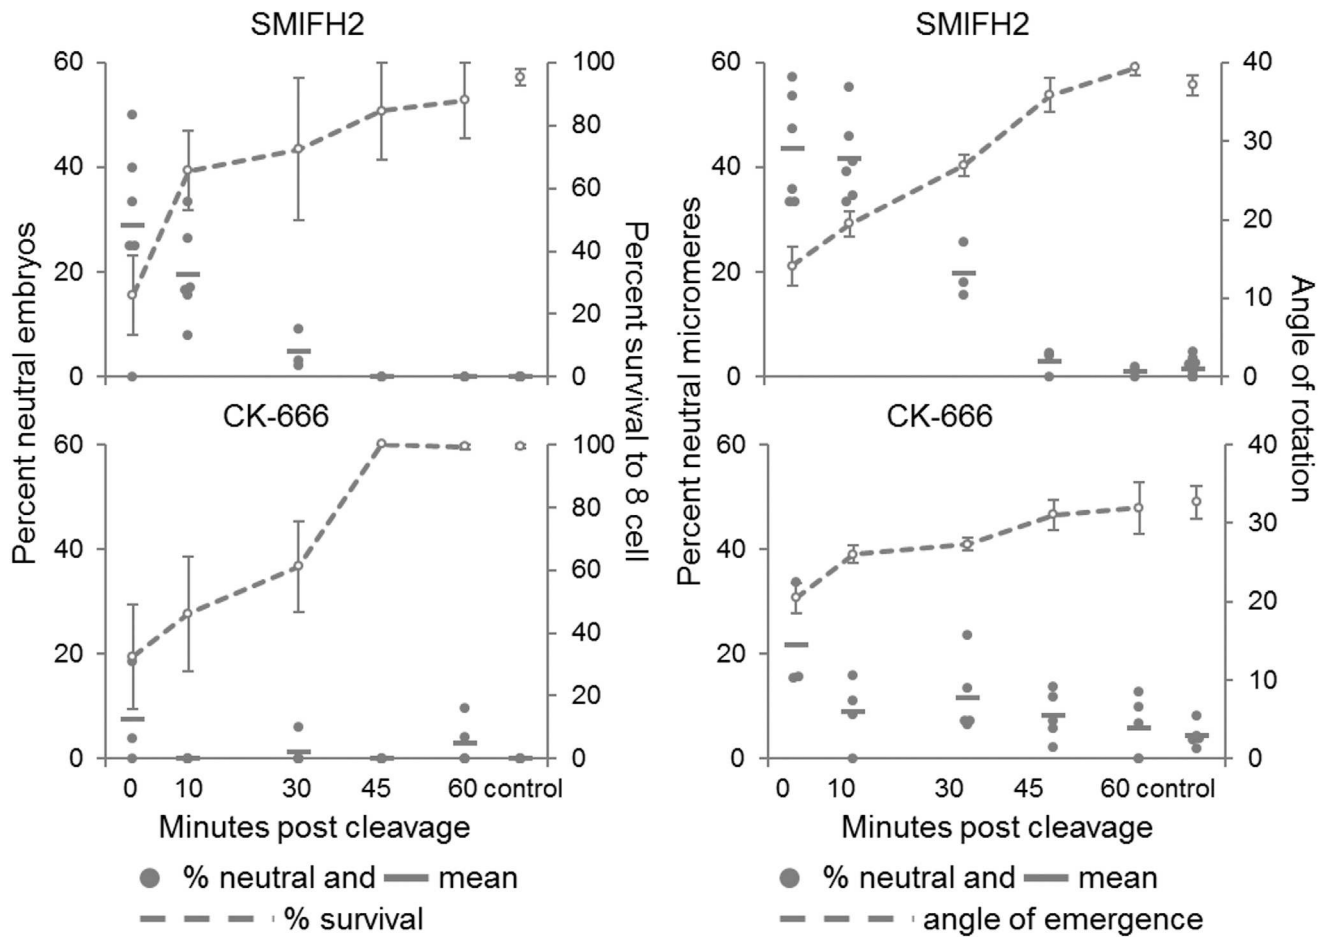 SMIFH2
60
40
20
0
100
80
60
40
20
0
CK-666
60
40
20
0
100
80
60
40
20
0
Percent neutral embryos
Percent survival to 8 cell
0 10 30 45 60 control
Minutes post cleavage
% neutral and mean
% survival
SMIFH2
60
40
20
0
40
30
20
10
0
CK-666
60
40
20
0
40
30
20
10
0
Percent neutral micromeres
Angle of rotation
0 10 30 45 60 control
Minutes post cleavage
% neutral and mean
angle of emergence